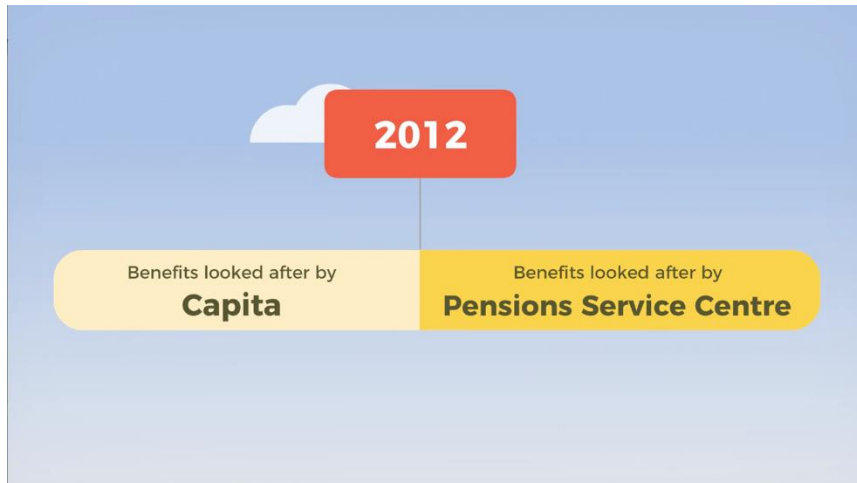 2012
Benefits looked after by
Capita
Benefits looked after by
Pensions Service Centre